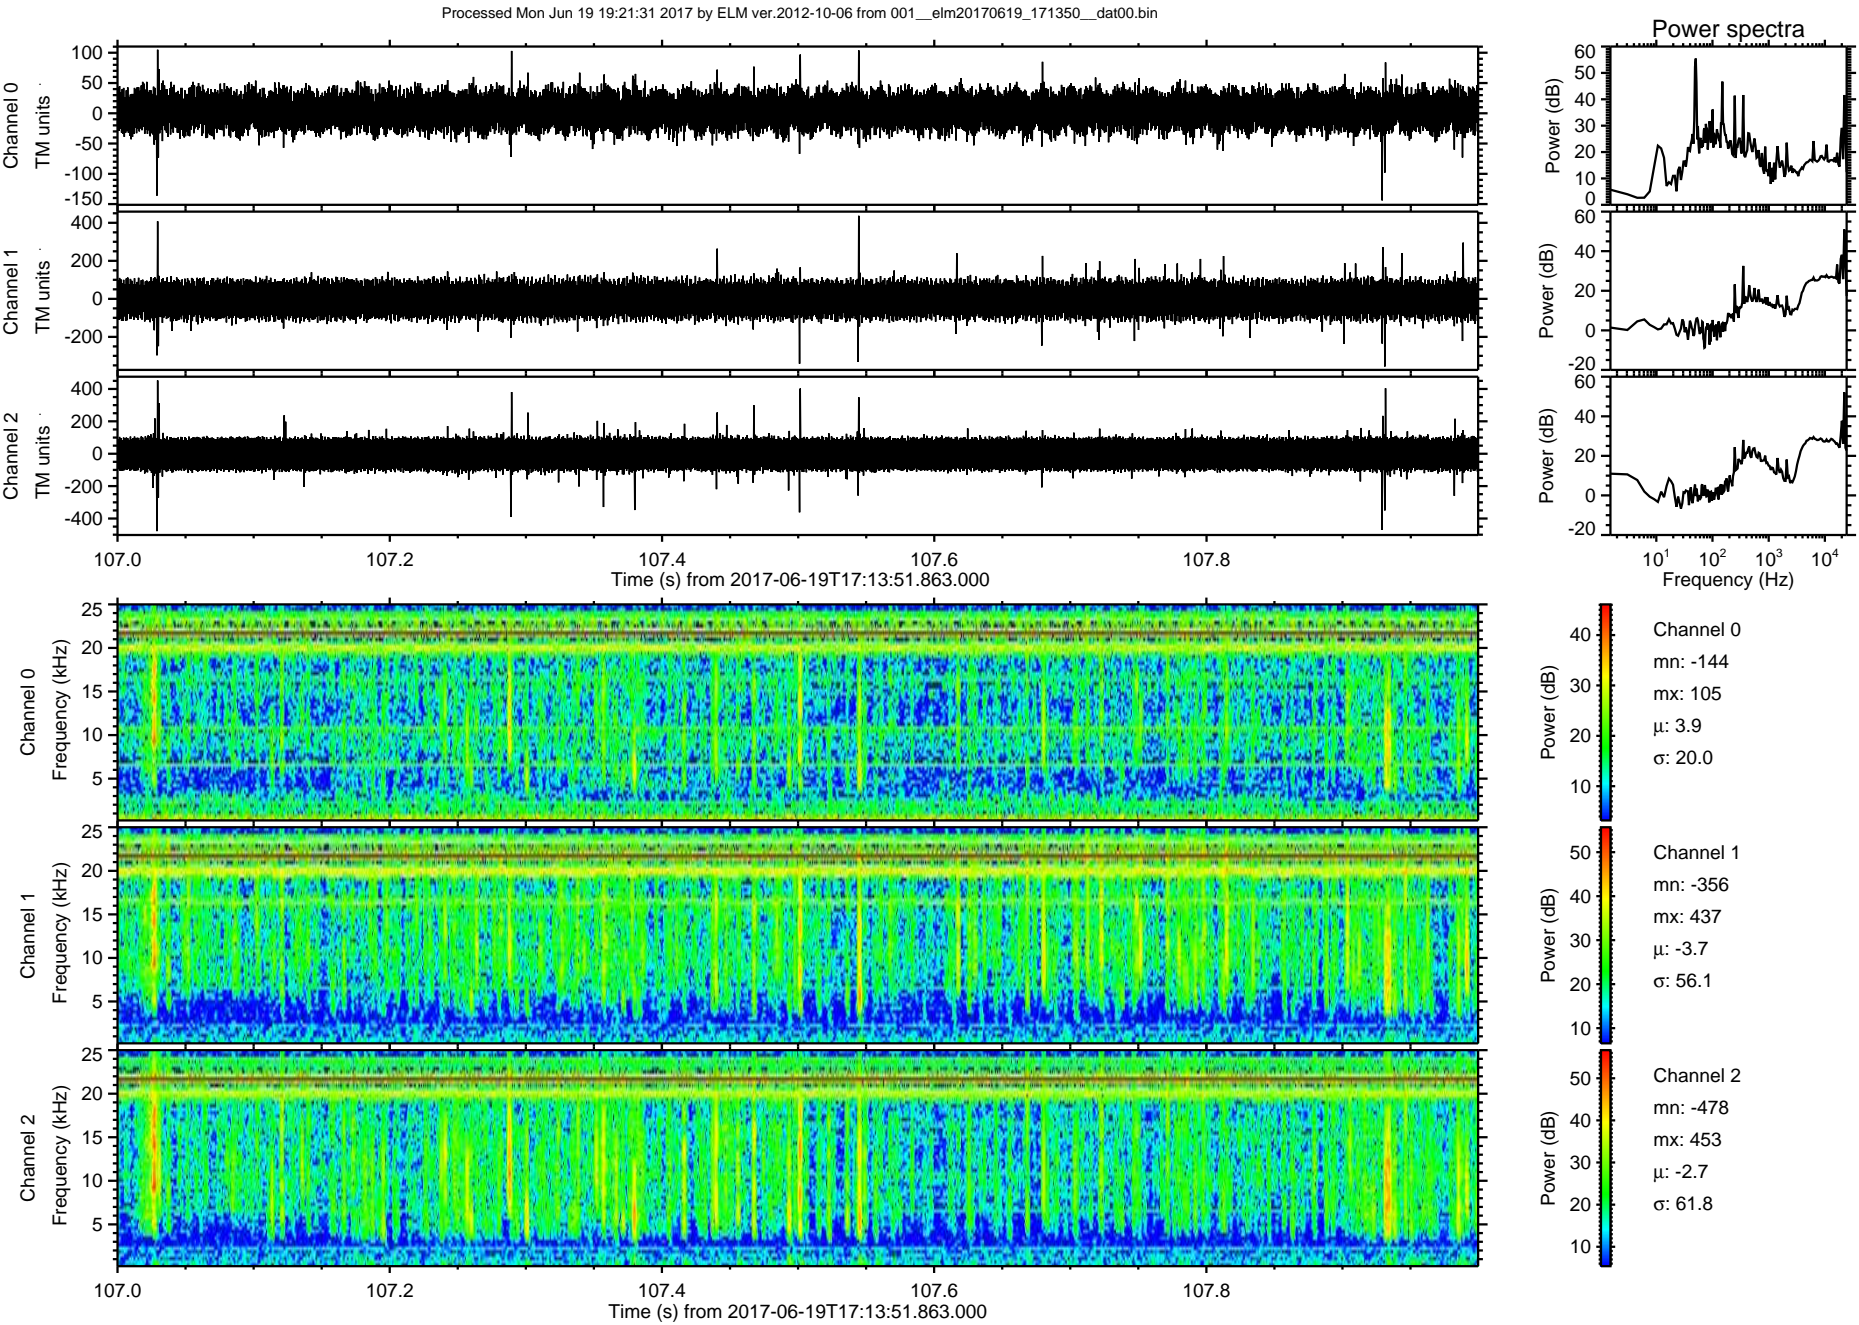 Processed Mon Jun 19 19:21:31 2017 by ELM ver.2012-10-06 from 001__elm20170619_171350__dat00.bin
Power spectra
Channel 0
TM units
100
50
0
-50
-100
-150
Power (dB)
60
50
40
30
20
10
0
Channel 1
TM units
400
200
0
-200
Power (dB)
60
40
20
0
-20
Channel 2
TM units
400
200
0
-200
-400
Power (dB)
60
40
20
0
-20
107.0 107.2 107.4 107.6 107.8
Time (s) from 2017-06-19T17:13:51.863.000
10^1 10^2 10^3 10^4
Frequency (Hz)
Channel 0
Frequency (kHz)
25
20
15
10
5
Power (dB)
40
30
20
10
Channel 0
mn: -144
mx: 105
μ: 3.9
σ: 20.0
Channel 1
Frequency (kHz)
25
20
15
10
5
Power (dB)
50
40
30
20
10
Channel 1
mn: -356
mx: 437
μ: -3.7
σ: 56.1
Channel 2
Frequency (kHz)
25
20
15
10
5
Power (dB)
50
40
30
20
10
Channel 2
mn: -478
mx: 453
μ: -2.7
σ: 61.8
107.0 107.2 107.4 107.6 107.8
Time (s) from 2017-06-19T17:13:51.863.000